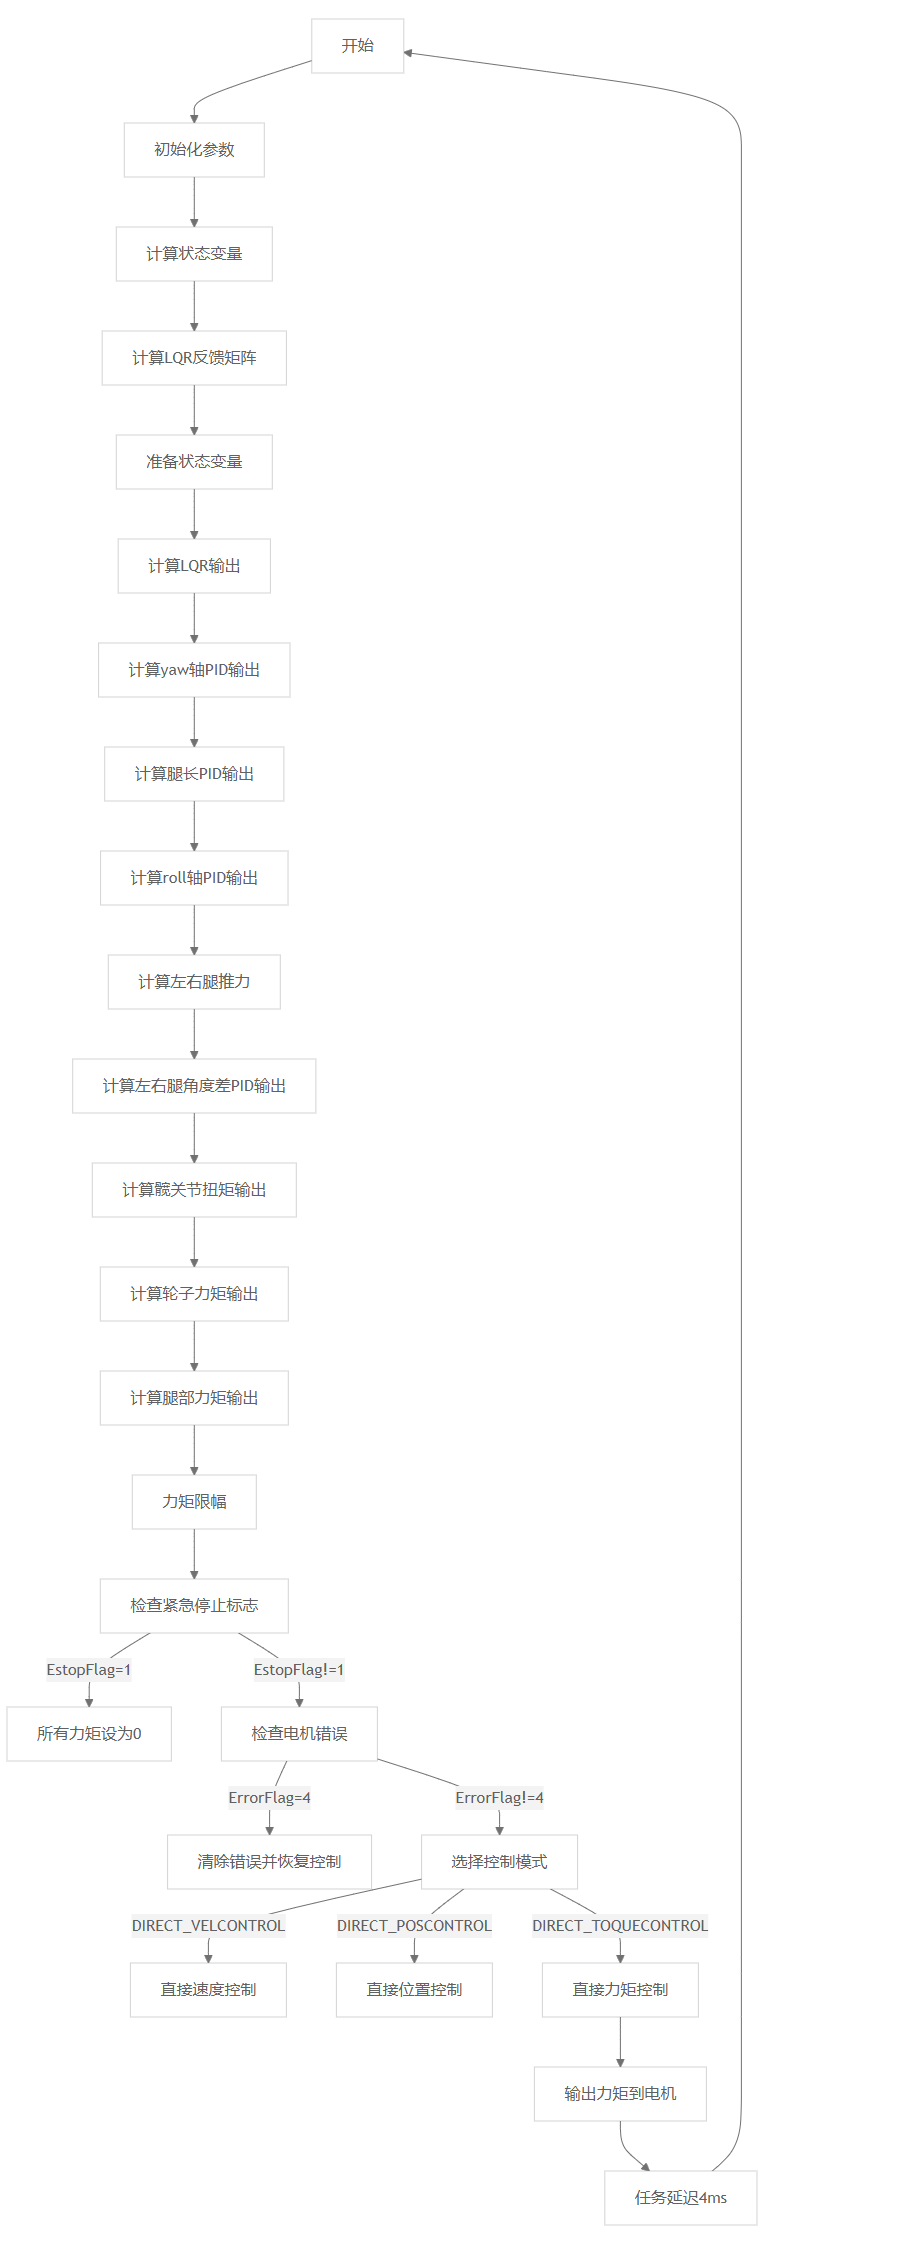 开始
初始化参数
计算状态变量
计算LQR反馈矩阵
准备状态变量
计算LQR输出
计算yaw轴PID输出
计算腿长PID输出
计算roll轴PID输出
计算左右腿推力
计算左右腿角度差PID输出
计算髋关节扭矩输出
计算轮子力矩输出
计算腿部力矩输出
力矩限幅
检查紧急停止标志
EstopFlag=1
EstopFlag!=1
所有力矩设为0
检查电机错误
ErrorFlag=4
ErrorFlag!=4
清除错误并恢复控制
选择控制模式
DIRECT_VELCONTROL
DIRECT_POSCONTROL
DIRECT_TOQUECONTROL
直接速度控制
直接位置控制
直接力矩控制
输出力矩到电机
任务延迟4ms